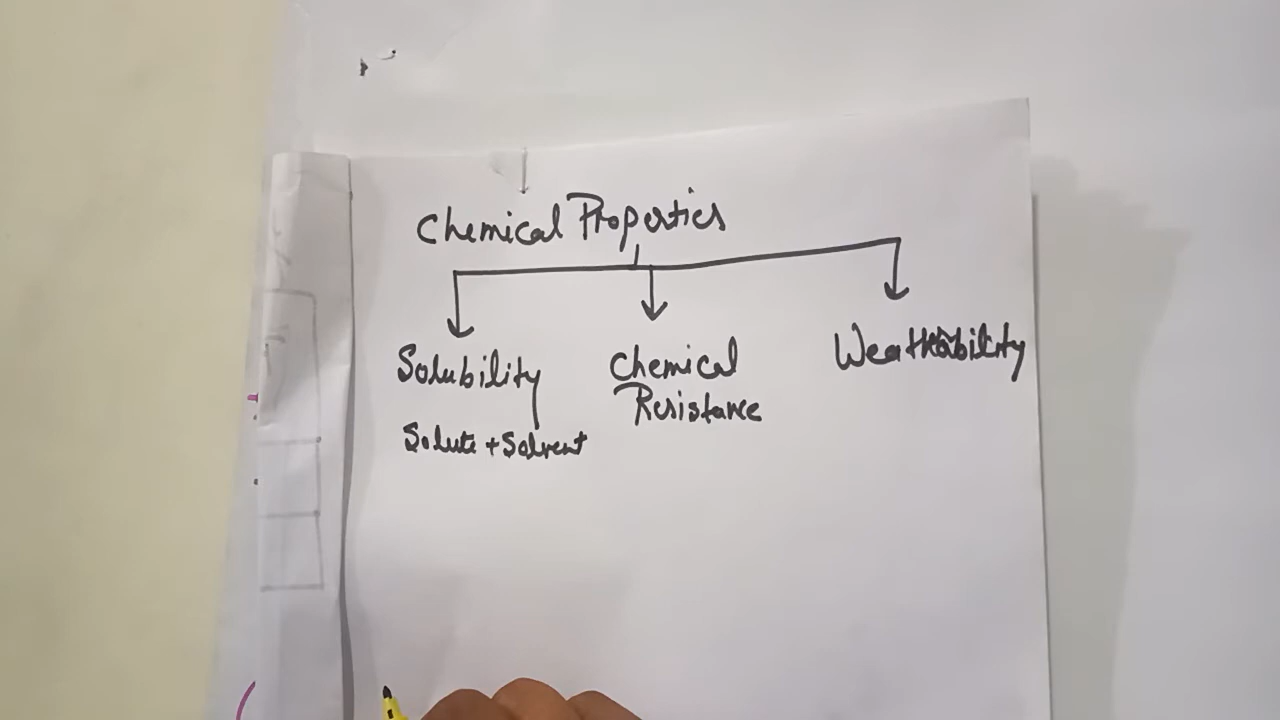 Chemical Properties
Solubility
Chemical
Resistance
Weathability
Solute + Solvent